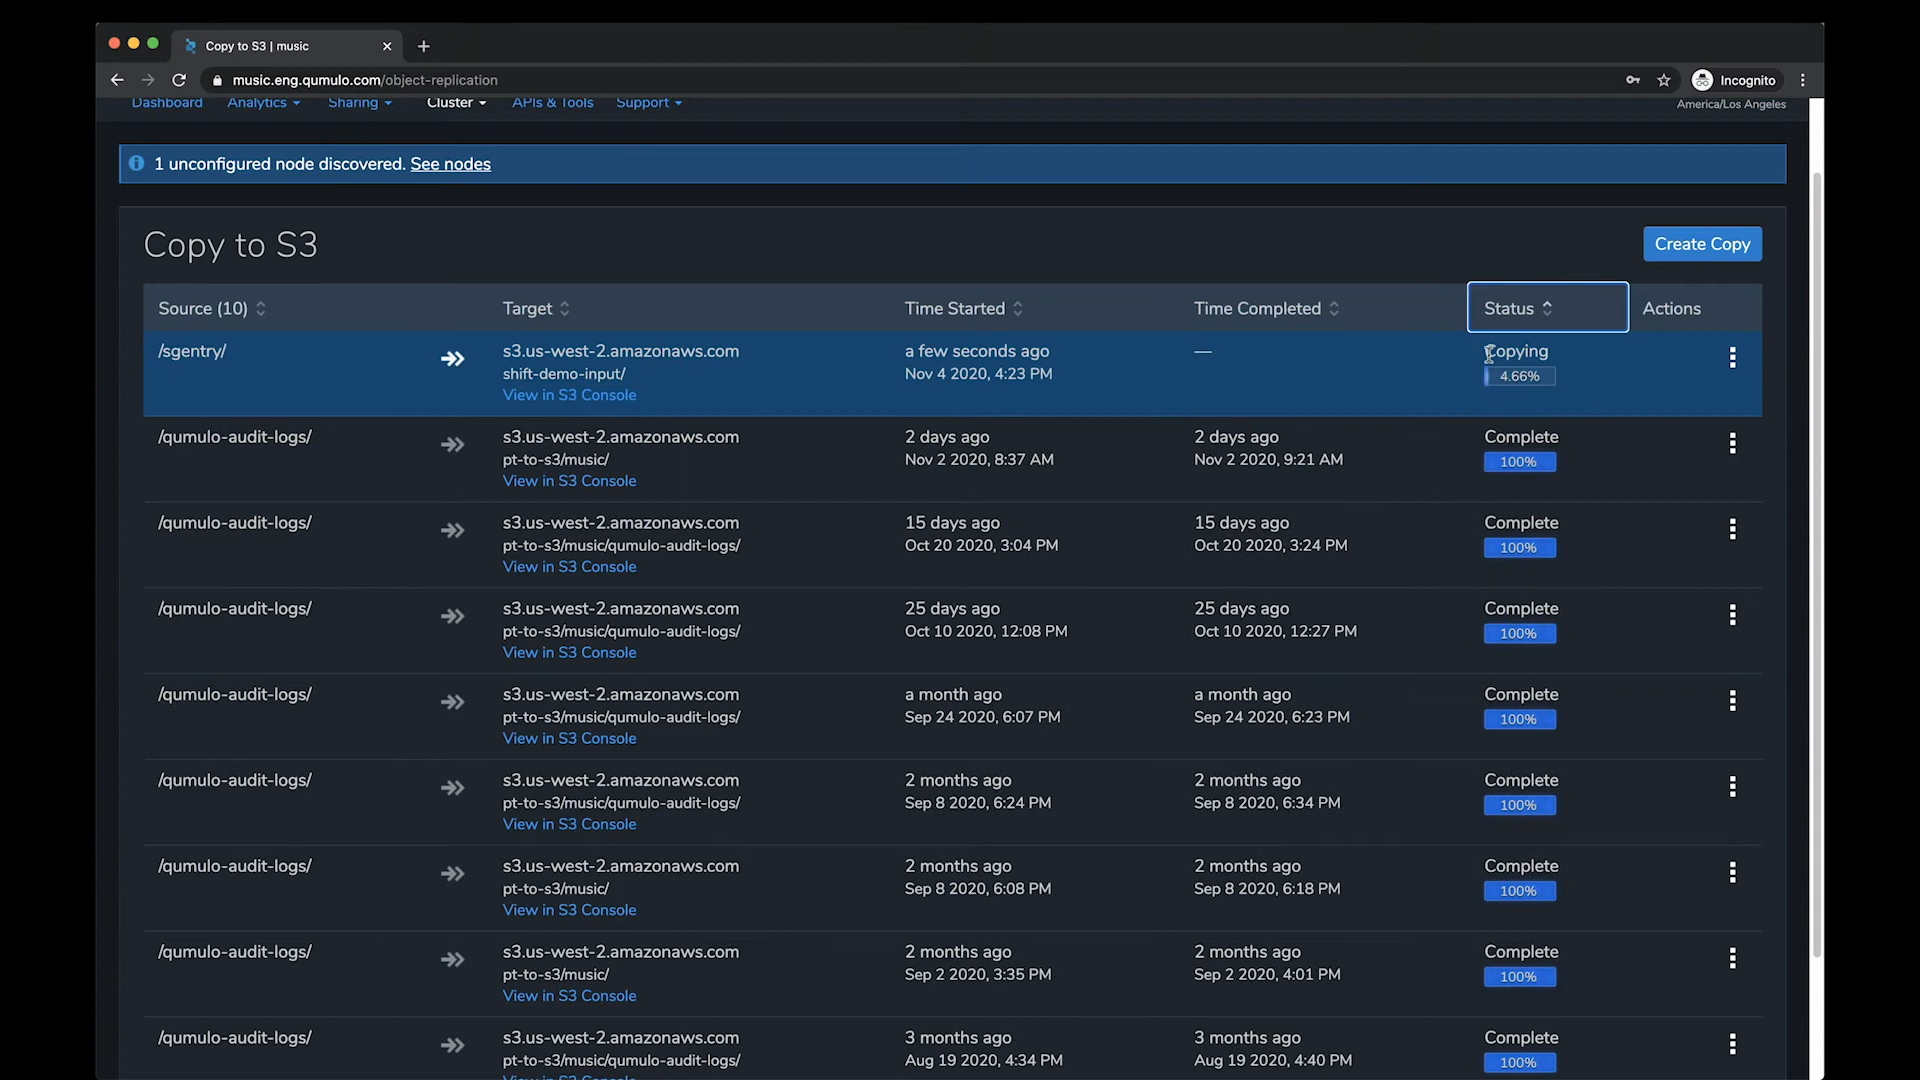 Copy to S3 | music
music.eng.qumulo.com/object-replication
Incognito
Dashboard Analytics Sharing Cluster APIs & Tools Support America/Los Angeles
1 unconfigured node discovered. See nodes
Copy to S3 Create Copy
Source (10) Target Time Started Time Completed Status Actions
/sgentry/ s3.us-west-2.amazonaws.com a few seconds ago — Copying
shift-demo-input/ Nov 4 2020, 4:23 PM 4.66%
View in S3 Console
/qumulo-audit-logs/ s3.us-west-2.amazonaws.com 2 days ago 2 days ago Complete
pt-to-s3/music/ Nov 2 2020, 8:37 AM Nov 2 2020, 9:21 AM 100%
View in S3 Console
/qumulo-audit-logs/ s3.us-west-2.amazonaws.com 15 days ago 15 days ago Complete
pt-to-s3/music/qumulo-audit-logs/ Oct 20 2020, 3:04 PM Oct 20 2020, 3:24 PM 100%
View in S3 Console
/qumulo-audit-logs/ s3.us-west-2.amazonaws.com 25 days ago 25 days ago Complete
pt-to-s3/music/qumulo-audit-logs/ Oct 10 2020, 12:08 PM Oct 10 2020, 12:27 PM 100%
View in S3 Console
/qumulo-audit-logs/ s3.us-west-2.amazonaws.com a month ago a month ago Complete
pt-to-s3/music/qumulo-audit-logs/ Sep 24 2020, 6:07 PM Sep 24 2020, 6:23 PM 100%
View in S3 Console
/qumulo-audit-logs/ s3.us-west-2.amazonaws.com 2 months ago 2 months ago Complete
pt-to-s3/music/qumulo-audit-logs/ Sep 8 2020, 6:24 PM Sep 8 2020, 6:34 PM 100%
View in S3 Console
/qumulo-audit-logs/ s3.us-west-2.amazonaws.com 2 months ago 2 months ago Complete
pt-to-s3/music/ Sep 8 2020, 6:08 PM Sep 8 2020, 6:18 PM 100%
View in S3 Console
/qumulo-audit-logs/ s3.us-west-2.amazonaws.com 2 months ago 2 months ago Complete
pt-to-s3/music/ Sep 2 2020, 3:35 PM Sep 2 2020, 4:01 PM 100%
View in S3 Console
/qumulo-audit-logs/ s3.us-west-2.amazonaws.com 3 months ago 3 months ago Complete
pt-to-s3/music/qumulo-audit-logs/ Aug 19 2020, 4:34 PM Aug 19 2020, 4:40 PM 100%